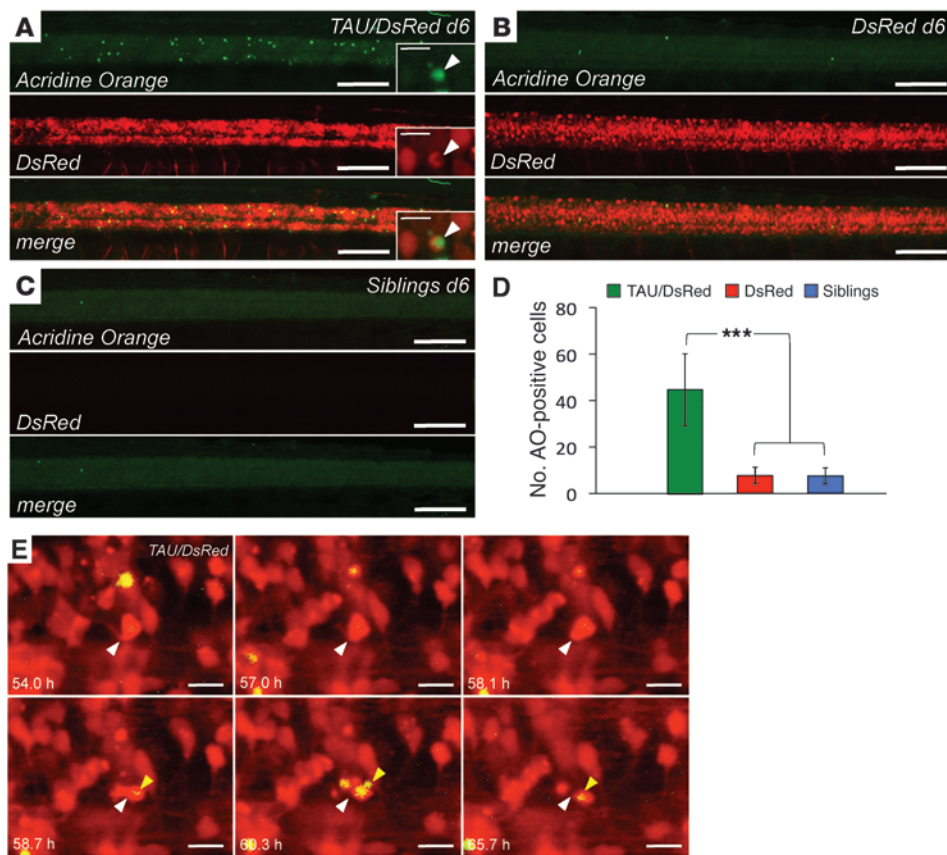 A
TAU/DsRed d6
Acridine Orange
DsRed
merge
B
DsRed d6
Acridine Orange
DsRed
merge
C
Siblings d6
Acridine Orange
DsRed
merge
D
TAU/DsRed DsRed Siblings
No. AO-positive cells
80
60
40
20
0
***
E
TAU/DsRed
54.0 h
57.0 h
58.1 h
58.7 h
60.3 h
65.7 h